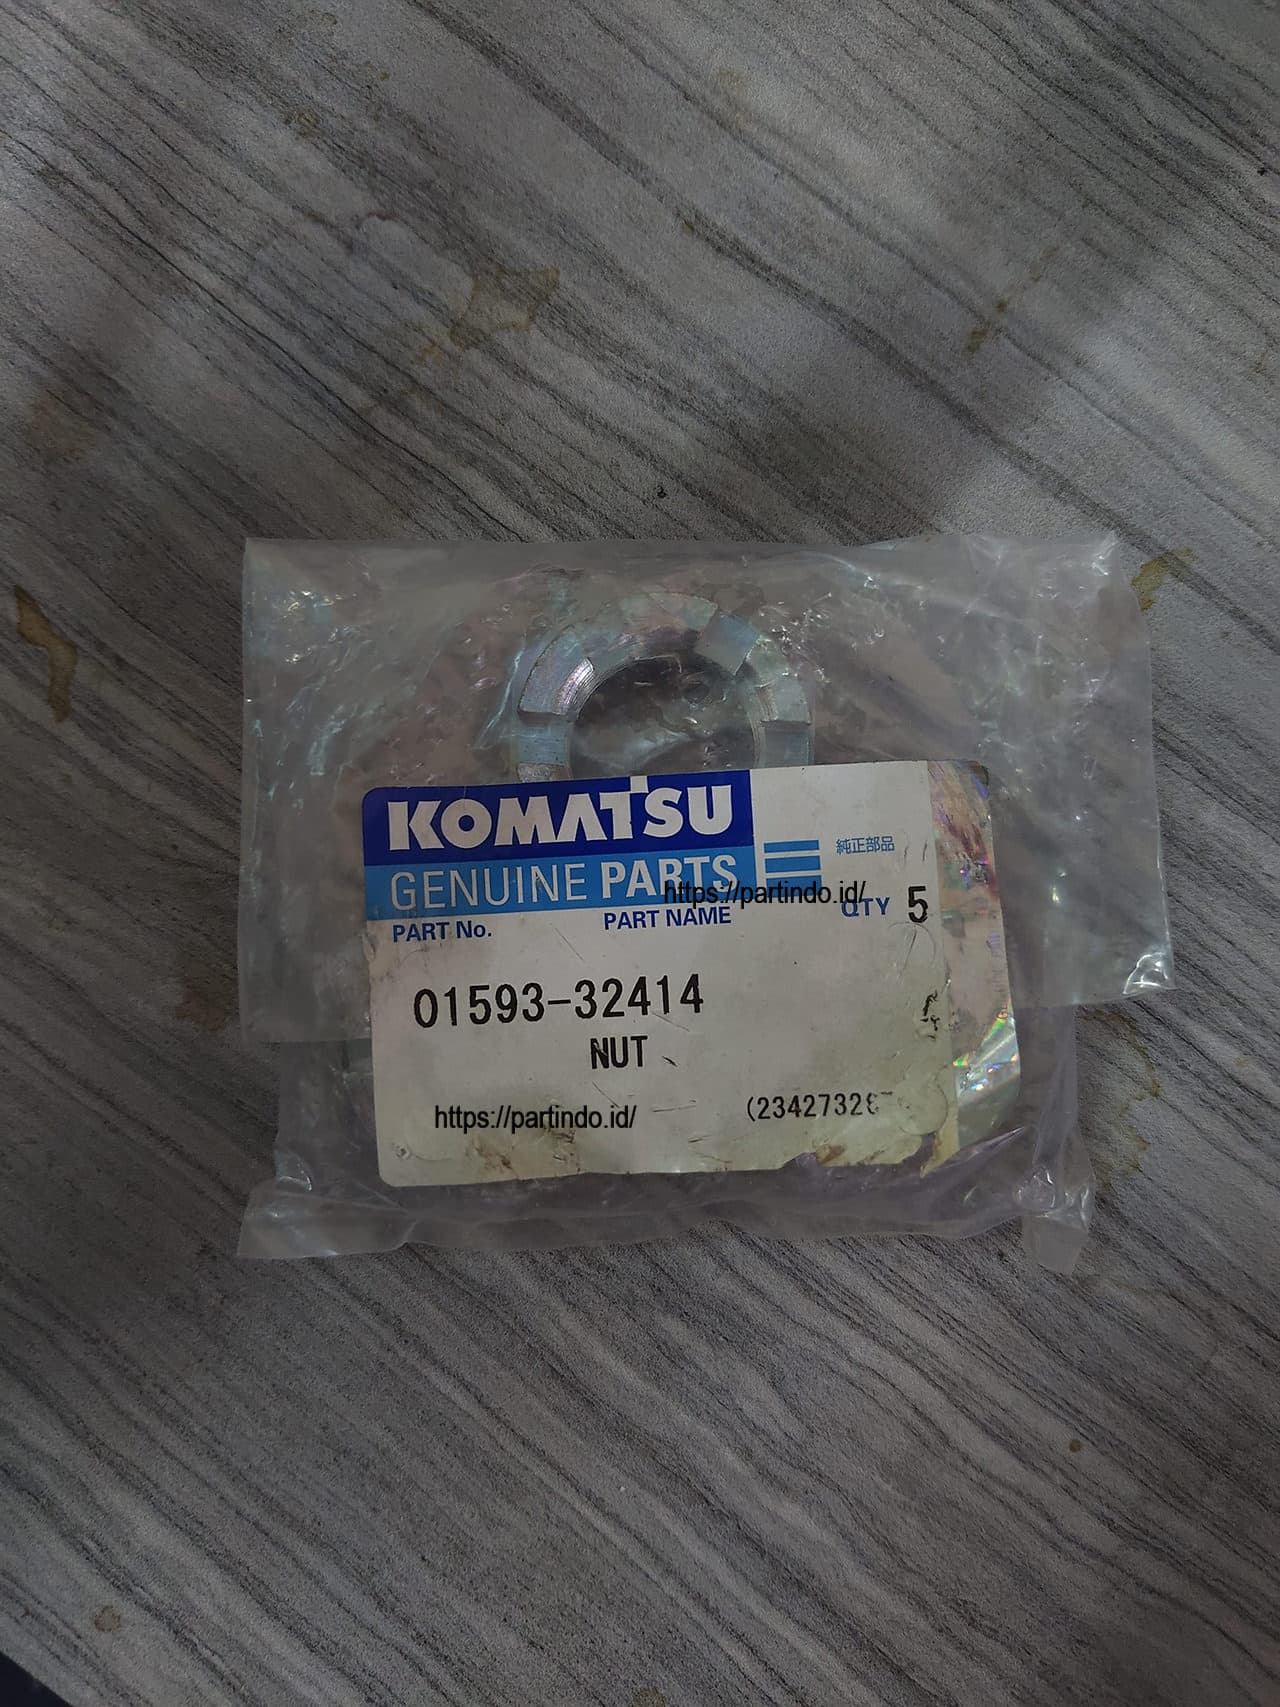 KOMATSU
純正部品
GENUINE PARTS
https://partindo.id/
PART No.
PART NAME
QTY 5
01593-32414
NUT
https://partindo.id/
(2342732